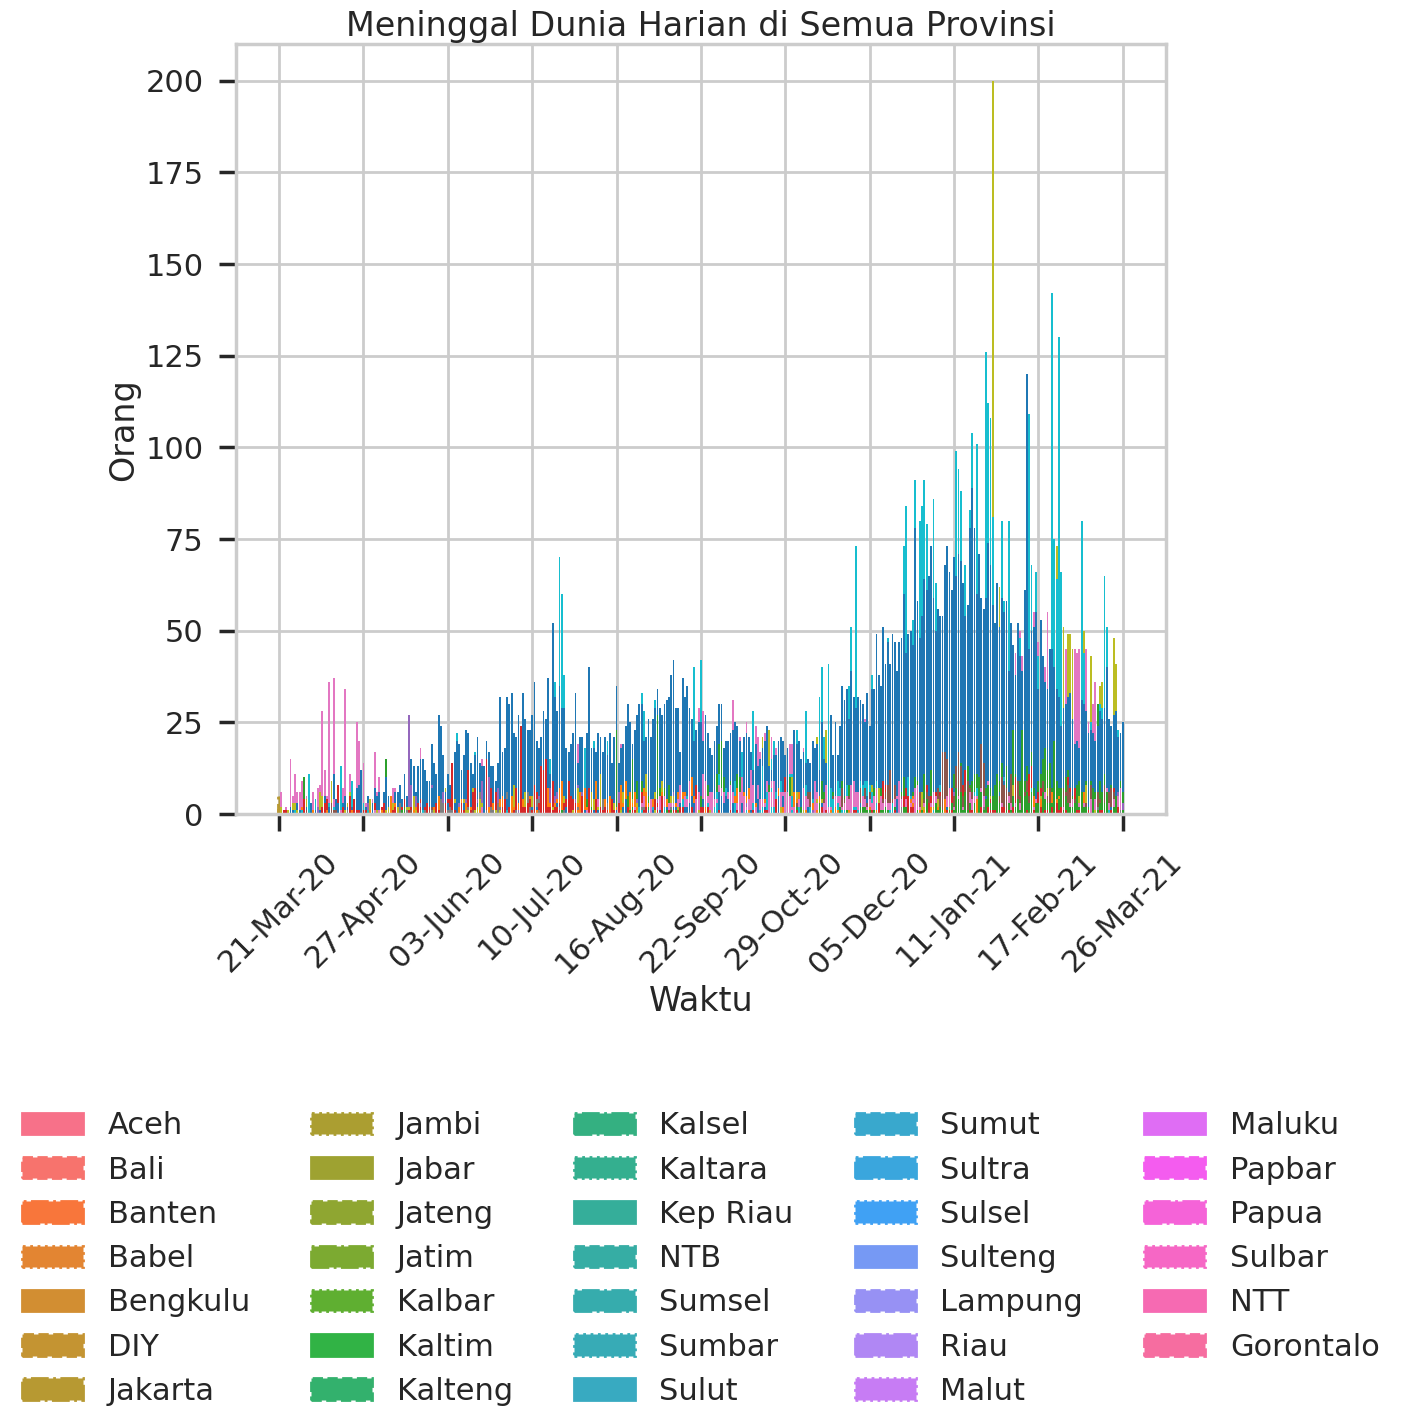 Meninggal Dunia Harian di Semua Provinsi
200
175
150
125
100
75
50
25
0
Orang
21-Mar-20
27-Apr-20
03-Jun-20
10-Jul-20
16-Aug-20
22-Sep-20
29-Oct-20
05-Dec-20
11-Jan-21
17-Feb-21
26-Mar-21
Waktu
Aceh
Bali
Banten
Babel
Bengkulu
DIY
Jakarta
Jambi
Jabar
Jateng
Jatim
Kalbar
Kaltim
Kalteng
Kalsel
Kaltara
Kep Riau
NTB
Sumsel
Sumbar
Sulut
Sumut
Sultra
Sulsel
Sulteng
Lampung
Riau
Malut
Maluku
Papbar
Papua
Sulbar
NTT
Gorontalo